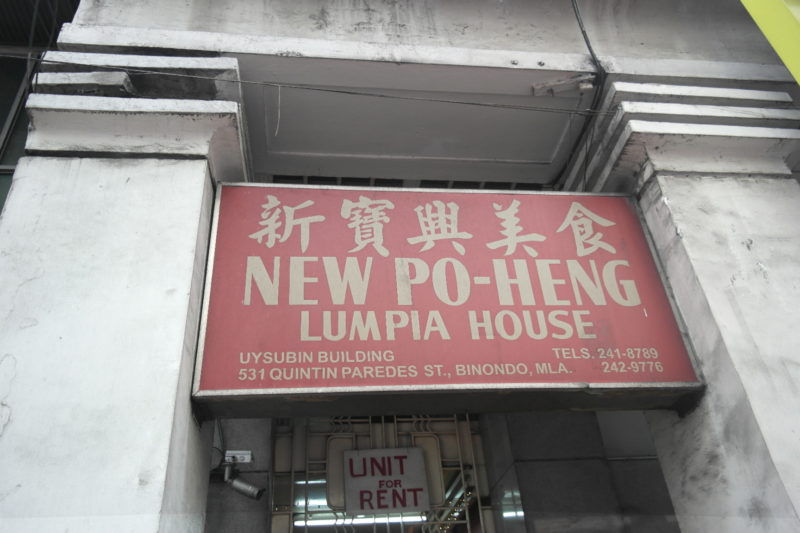 新寶興美食
NEW PO-HENG
LUMPIA HOUSE
UYSUBIN BUILDING TELS. 241-8789
531 QUINTIN PAREDES ST., BINONDO, MLA. 242-9776
UNIT
FOR
RENT